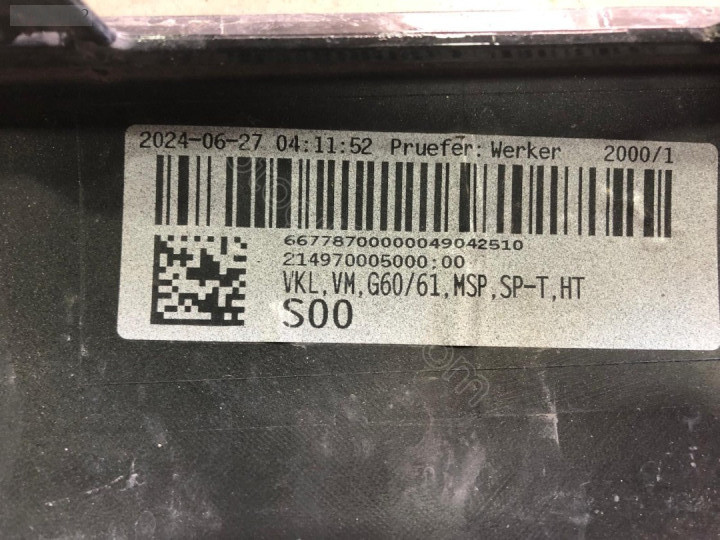 2024-06-27 04:11:52 Pruefer: Werker 2000/1
66778700000049042510
214970005000:00
VKL,VM,G60/61,MSP,SP-T,HT
S00